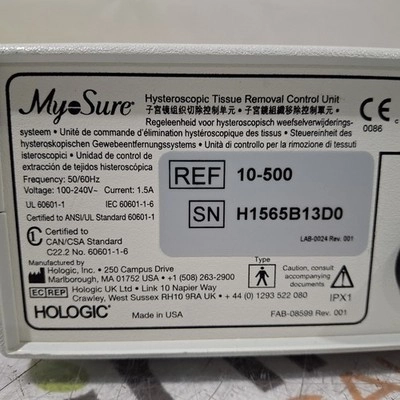 MyoSure
Hysteroscopic Tissue Removal Control Unit
子宮鏡組织切除控制单元 • 子宮鏡組織移除控制單元 •
Regeleenheid voor hysteroscopisch weefselverwijderings-
systeem • Unité de commande d'élimination hystéroscopique des tissus • Steuereinheit des
hysteroskopischen Gewebeentfernungssystems • Unità di controllo per la rimozione di tessuti
isteroscopici • Unidad de control de
extracción de tejidos histeroscópica
CE
0086
Frequency: 50/60Hz
Voltage: 100-240V~ Current: 1.5A
UL 60601-1 IEC 60601-1-6
Certified to ANSI/UL Standard 60601-1
Certified to
CAN/CSA Standard
C22.2 No. 60601-1-6
REF 10-500
SN H1565B13D0
LAB-0024 Rev. 001
Manufactured by
Hologic, Inc. • 250 Campus Drive
Marlborough, MA 01752 USA • +1 (508) 263-2900
EC REP Hologic UK Ltd • Link 10 Napier Way
Crawley, West Sussex RH10 9RA UK • + 44 (0) 1293 522 080
Type
BF
Caution, consult
accompanying
documents
IPX1
HOLOGIC
Made in USA
FAB-08599 Rev. 001